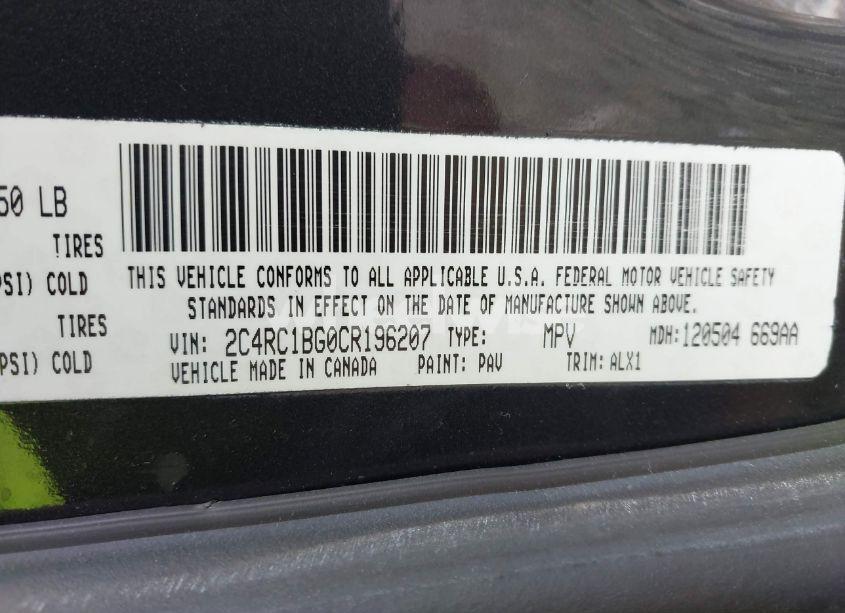 50 LB
TIRES
PSI) COLD
TIRES
PSI) COLD
THIS VEHICLE CONFORMS TO ALL APPLICABLE U.S.A. FEDERAL MOTOR VEHICLE SAFETY
STANDARDS IN EFFECT ON THE DATE OF MANUFACTURE SHOWN ABOVE.
VIN: 2C4RC1BG0CR196207 TYPE: MPV MDH:120504 669AA
VEHICLE MADE IN CANADA PAINT: PAV TRIM: ALX1